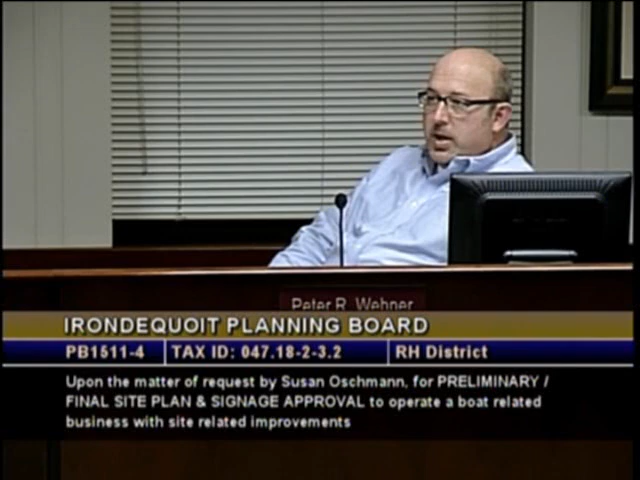 Peter R. Wehner
IRONDEQUOIT PLANNING BOARD
PB1511-4 TAX ID: 047.18-2-3.2 RH District
Upon the matter of request by Susan Oschmann, for PRELIMINARY /
FINAL SITE PLAN & SIGNAGE APPROVAL to operate a boat related
business with site related improvements